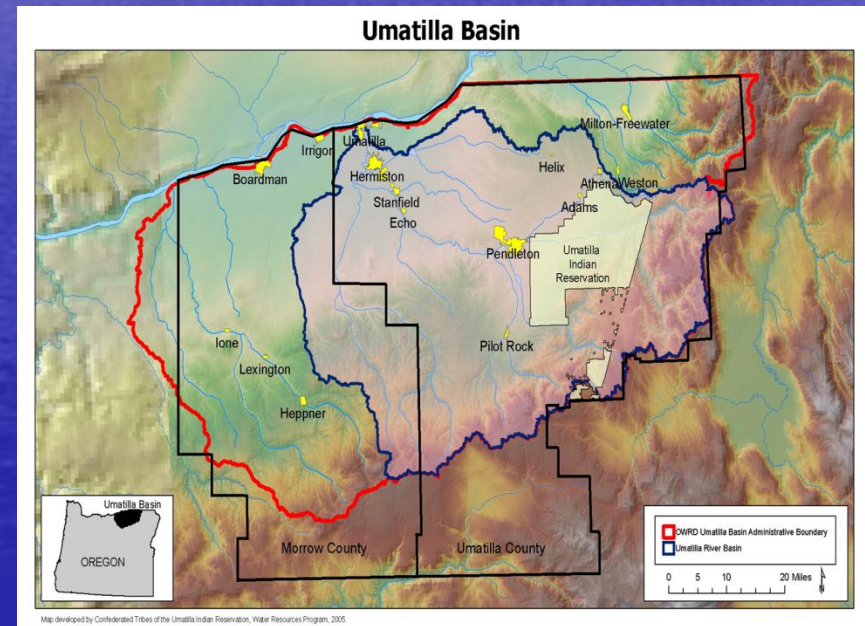 Umatilla Basin
Milton-Freewater
Umatilla
Irrigon
Boardman
Hermiston
Helix
Athena
Weston
Stanfield
Adams
Echo
Pendleton
Umatilla
Indian
Reservation
Ione
Pilot Rock
Lexington
Heppner
Umatilla Basin
OREGON
Morrow County
Umatilla County
OWRD Umatilla Basin Administrative Boundary
Umatilla River Basin
0 5 10 20 Miles
N
Map developed by Confederated Tribes of the Umatilla Indian Reservation, Water Resources Program, 2005.